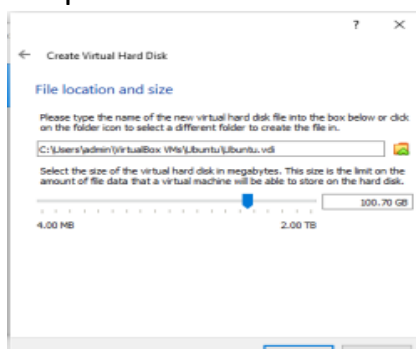 ?
Create Virtual Hard Disk
File location and size
Please type the name of the new virtual hard disk file into the box below or click
on the folder icon to select a different folder to create the file in.
C:\Users\admin\VirtualBox VMs\Ubuntu\Ubuntu.vdi
Select the size of the virtual hard disk in megabytes. This size is the limit on the
amount of file data that a virtual machine will be able to store on the hard disk.
100.70 GB
4.00 MB 2.00 TB